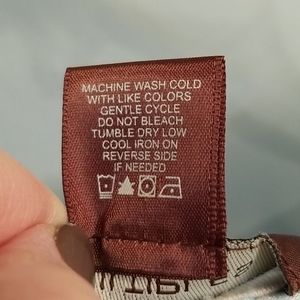 MACHINE WASH COLD
WITH LIKE COLORS
GENTLE CYCLE
DO NOT BLEACH
TUMBLE DRY LOW
COOL IRON ON
REVERSE SIDE
IF NEEDED